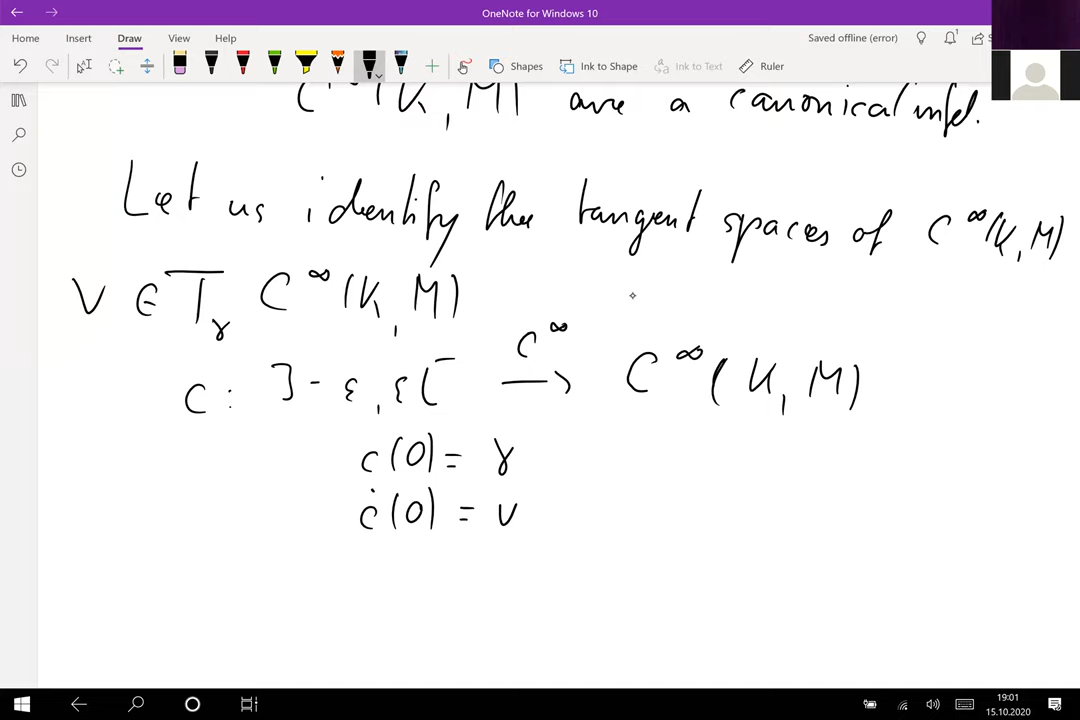 OneNote for Windows 10
Home Insert Draw View Help Saved offline (error)
Shapes Ink to Shape Ink to Text Ruler
C^∞(K, M) are a canonical mfd.
Let us identify the tangent spaces of C^∞(K, M)
v ∈ T_γ C^∞(K, M)
c : ]-ε, ε[ ⟶^{C^∞} C^∞(K, M)
c(0) = γ
ċ(0) = v
19:01
15.10.2020